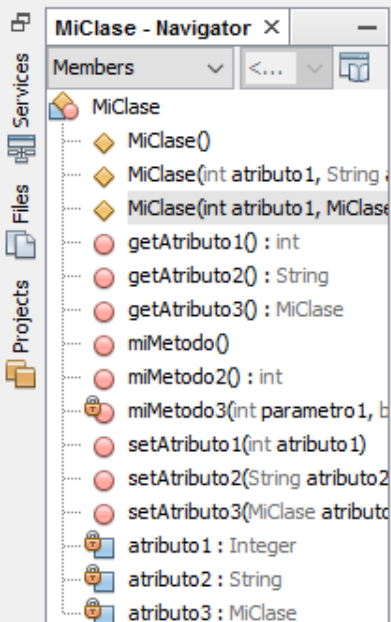 MiClase - Navigator ×
Members
<...
MiClase
MiClase()
MiClase(int atributo1, String
MiClase(int atributo1, MiClase
getAtributo1() : int
getAtributo2() : String
getAtributo3() : MiClase
miMetodo()
miMetodo2() : int
miMetodo3(int parametro1, b
setAtributo1(int atributo1)
setAtributo2(String atributo2
setAtributo3(MiClase atributo
atributo1 : Integer
atributo2 : String
atributo3 : MiClase
Services
Files
Projects